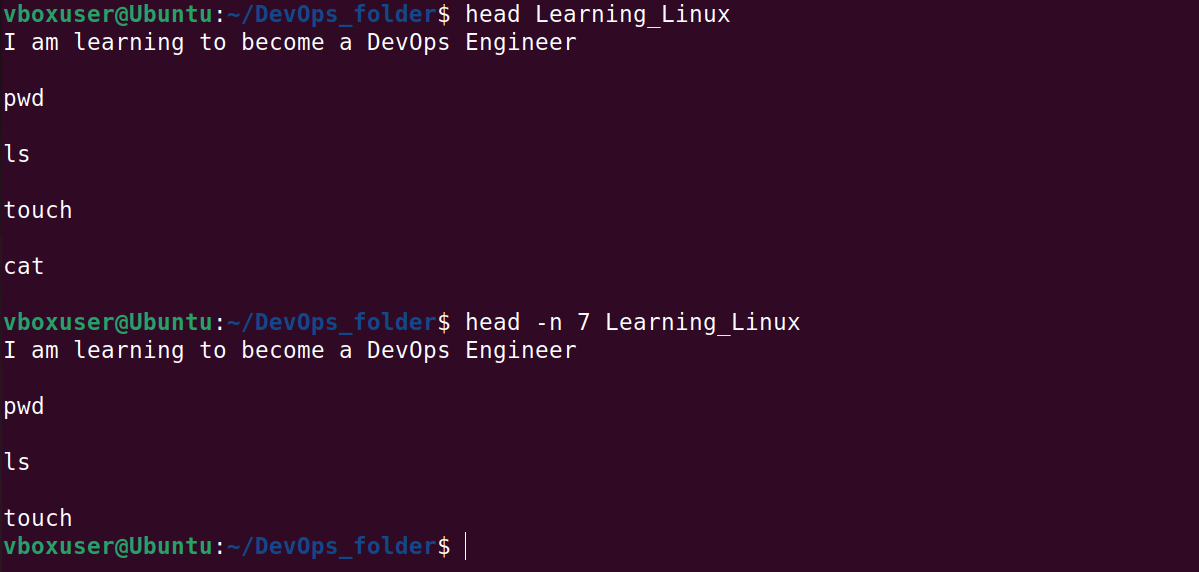 vboxuser@Ubuntu:~/DevOps_folder$ head Learning_Linux
I am learning to become a DevOps Engineer
pwd
ls
touch
cat
vboxuser@Ubuntu:~/DevOps_folder$ head -n 7 Learning_Linux
I am learning to become a DevOps Engineer
pwd
ls
touch
vboxuser@Ubuntu:~/DevOps_folder$